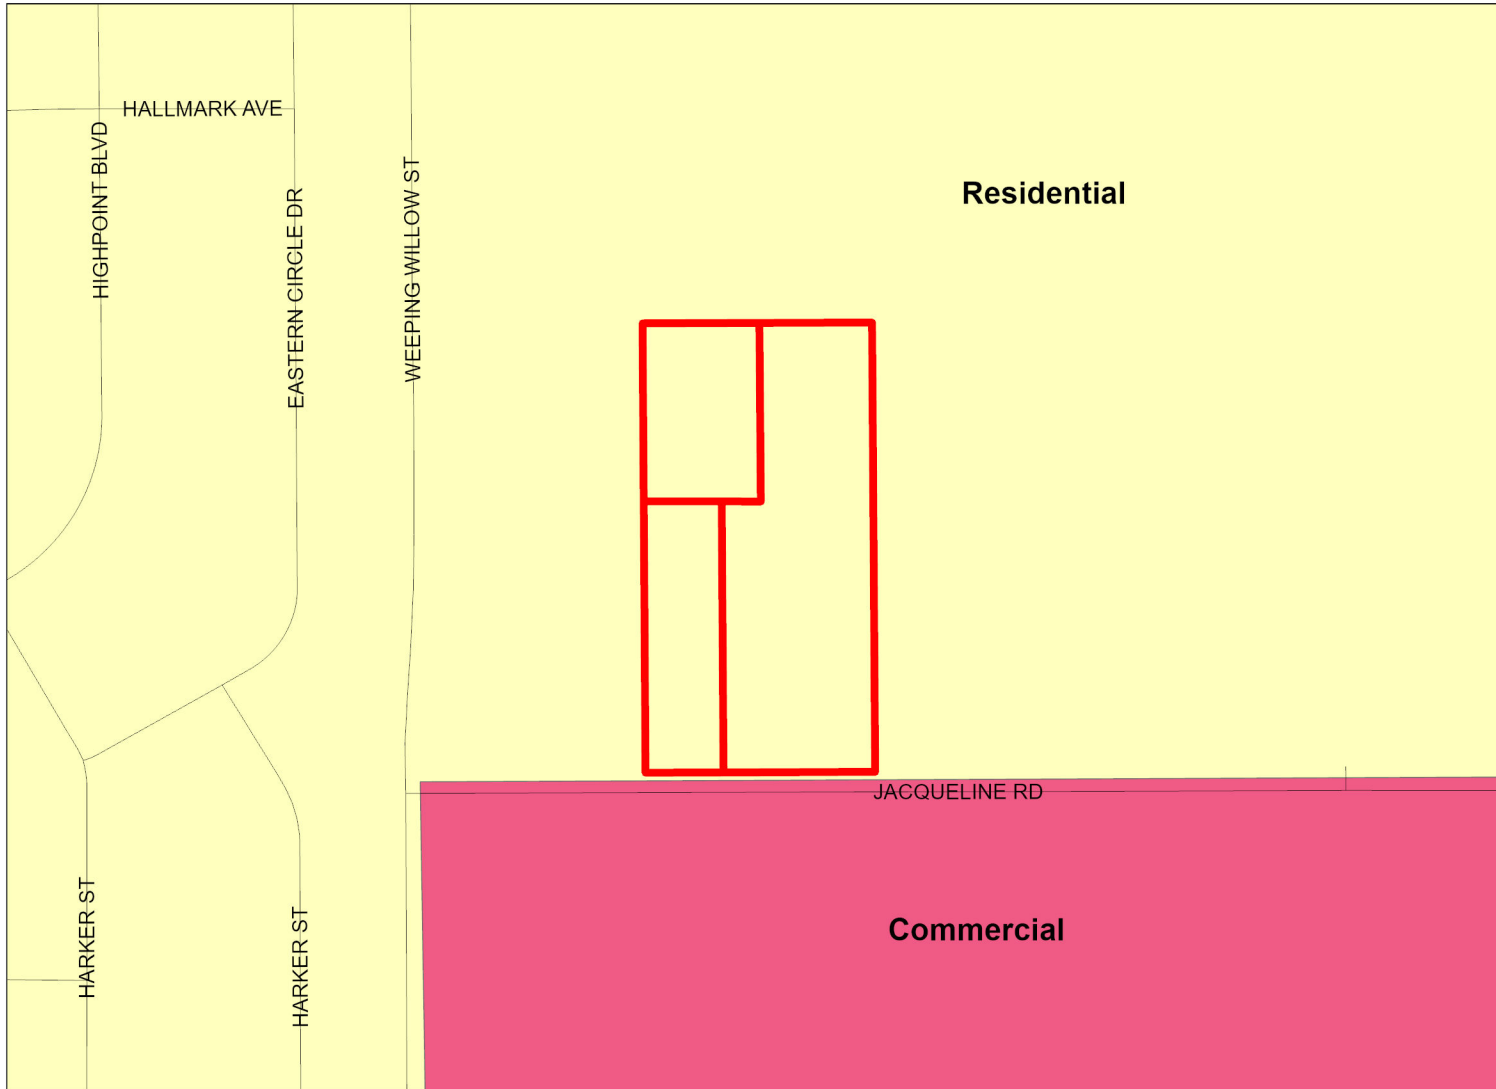 HALLMARK AVE
HIGHPOINT BLVD
EASTERN CIRCLE DR
WEEPING WILLOW ST
Residential
JACQUELINE RD
Commercial
HARKER ST
HARKER ST